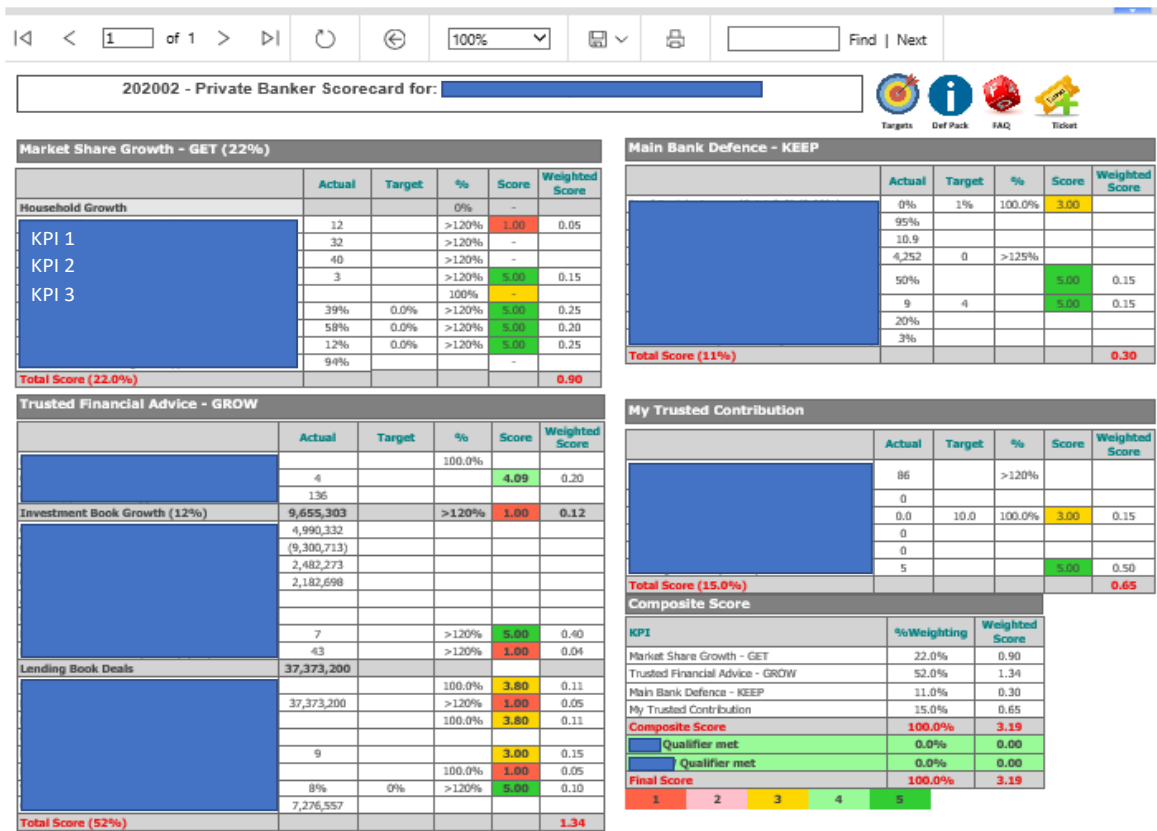 1 of 1 100% Find | Next
202002 - Private Banker Scorecard for:
Targets Def Pack FAQ Ticket
Market Share Growth - GET (22%)
Actual Target % Score Weighted Score
Household Growth 0% -
KPI 1 12 >120% 1.00 0.05
32 >120% -
KPI 2 40 >120% -
3 >120% 5.00 0.15
KPI 3 100% -
39% 0.0% >120% 5.00 0.25
58% 0.0% >120% 5.00 0.20
12% 0.0% >120% 5.00 0.25
94% -
Total Score (22.0%) 0.90
Main Bank Defence - KEEP
Actual Target % Score Weighted Score
0% 1% 100.0% 3.00
95%
10.9
4,252 0 >125%
50% 5.00 0.15
9 4 5.00 0.15
20%
3%
Total Score (11%) 0.30
Trusted Financial Advice - GROW
Actual Target % Score Weighted Score
100.0%
4 4.09 0.20
136
Investment Book Growth (12%) 9,655,303 >120% 1.00 0.12
4,990,332
(9,300,713)
2,482,273
2,182,698
7 >120% 5.00 0.40
43 >120% 1.00 0.04
Lending Book Deals 37,373,200
100.0% 3.80 0.11
37,373,200 >120% 1.00 0.05
100.0% 3.80 0.11
9 3.00 0.15
100.0% 1.00 0.05
8% 0% >120% 5.00 0.10
7,276,557
Total Score (52%) 1.34
My Trusted Contribution
Actual Target % Score Weighted Score
86 >120%
0
0.0 10.0 100.0% 3.00 0.15
0
0
5 5.00 0.50
Total Score (15.0%) 0.65
Composite Score
KPI %Weighting Weighted Score
Market Share Growth - GET 22.0% 0.90
Trusted Financial Advice - GROW 52.0% 1.34
Main Bank Defence - KEEP 11.0% 0.30
My Trusted Contribution 15.0% 0.65
Composite Score 100.0% 3.19
Qualifier met 0.0% 0.00
Qualifier met 0.0% 0.00
Final Score 100.0% 3.19
1 2 3 4 5